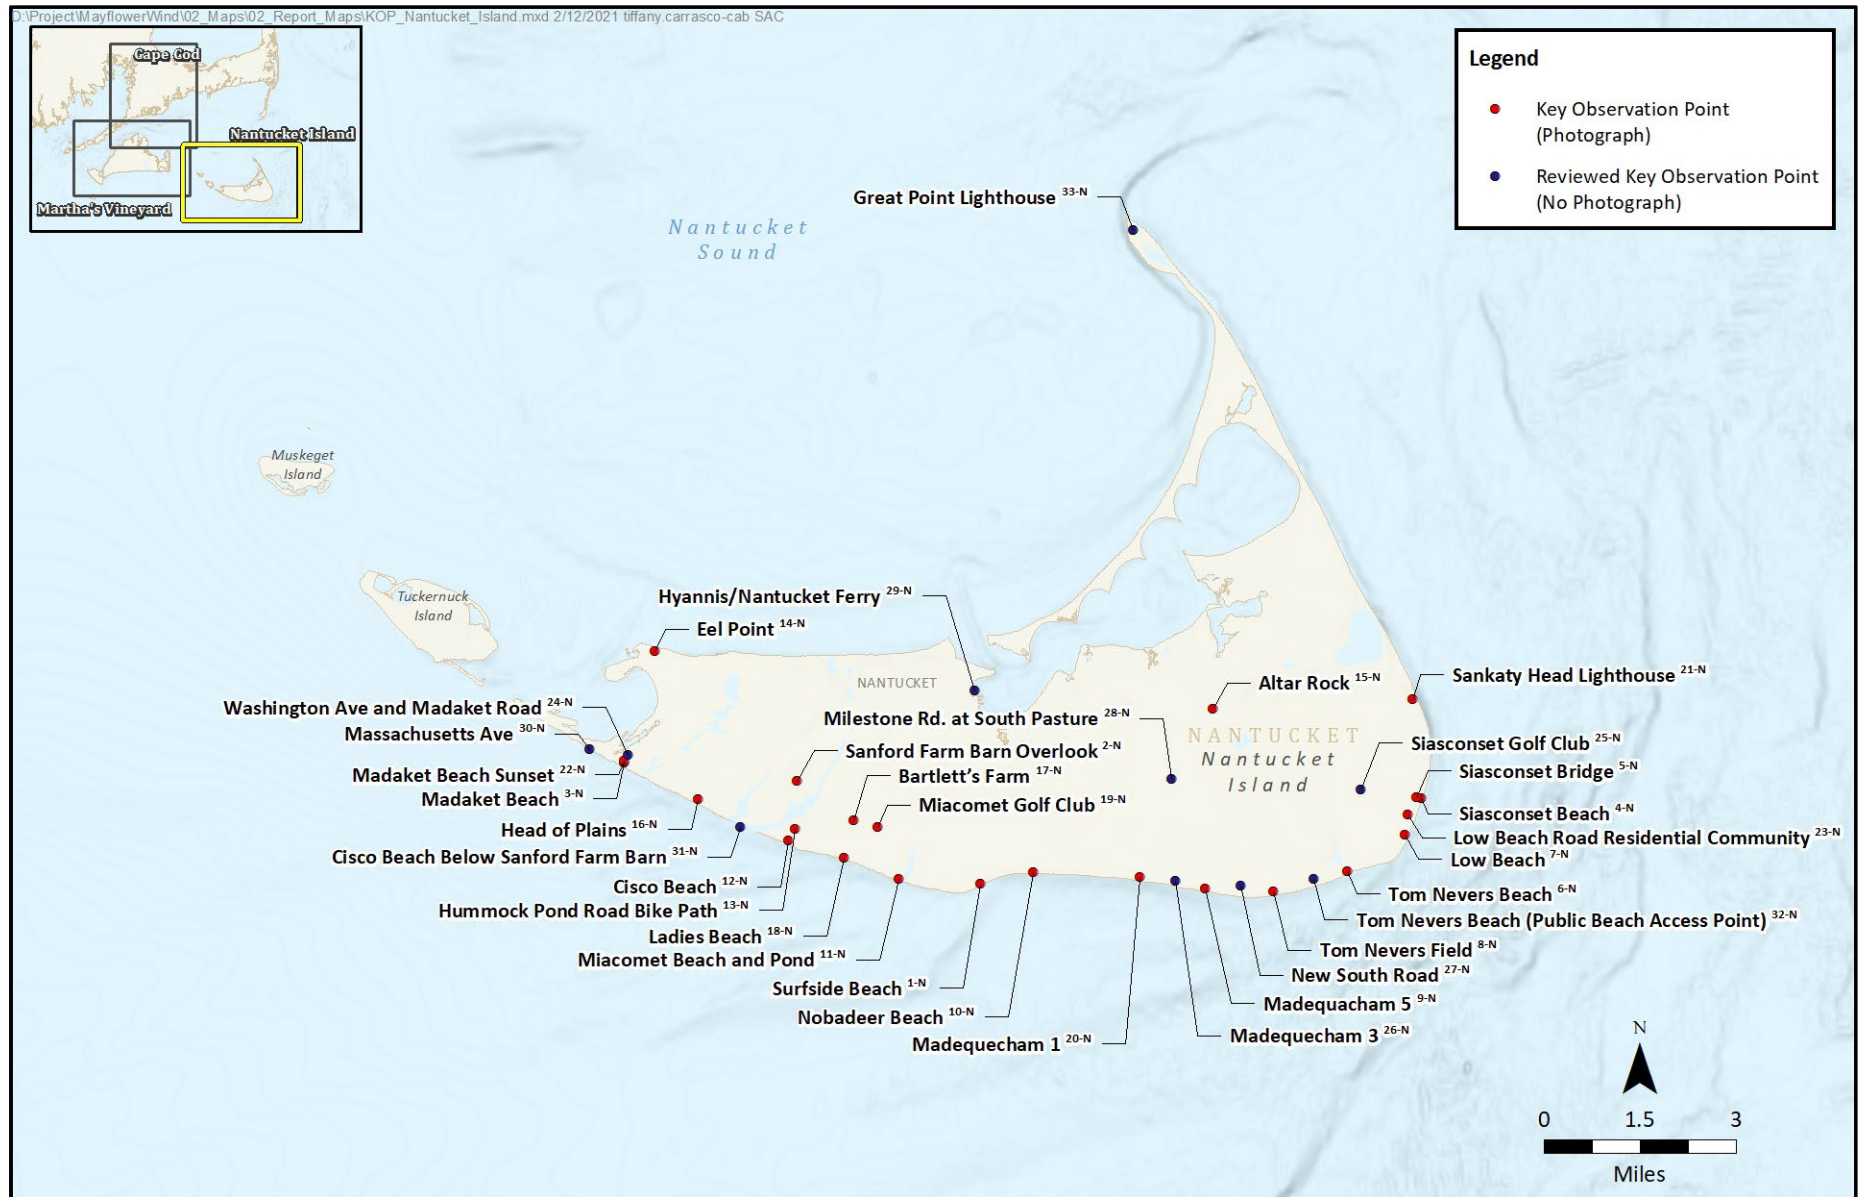 D:\Project\MayflowerWind\02_Maps\02_Report_Maps\KOP_Nantucket_Island.mxd 2/12/2021 tiffany.carrasco-cab SAC
Cape Cod
Nantucket Island
Martha's Vineyard
Legend
Key Observation Point
(Photograph)
Reviewed Key Observation Point
(No Photograph)
Great Point Lighthouse 33-N
Nantucket
Sound
Muskeget
Island
Tuckernuck
Island
Hyannis/Nantucket Ferry 29-N
Eel Point 14-N
NANTUCKET
Altar Rock 15-N
Sankaty Head Lighthouse 21-N
Washington Ave and Madaket Road 24-N
Milestone Rd. at South Pasture 28-N
Massachusetts Ave 30-N
NANTUCKET
Nantucket
Island
Siasconset Golf Club 25-N
Sanford Farm Barn Overlook 2-N
Madaket Beach Sunset 22-N
Bartlett's Farm 17-N
Siasconset Bridge 5-N
Madaket Beach 3-N
Miacomet Golf Club 19-N
Siasconset Beach 4-N
Head of Plains 16-N
Low Beach Road Residential Community 23-N
Cisco Beach Below Sanford Farm Barn 31-N
Low Beach 7-N
Cisco Beach 12-N
Tom Nevers Beach 6-N
Hummock Pond Road Bike Path 13-N
Tom Nevers Beach (Public Beach Access Point) 32-N
Ladies Beach 18-N
Tom Nevers Field 8-N
Miacomet Beach and Pond 11-N
New South Road 27-N
Surfside Beach 1-N
Madequacham 5 9-N
Nobadeer Beach 10-N
Madequecham 3 26-N
Madequecham 1 20-N
N
0 1.5 3
Miles